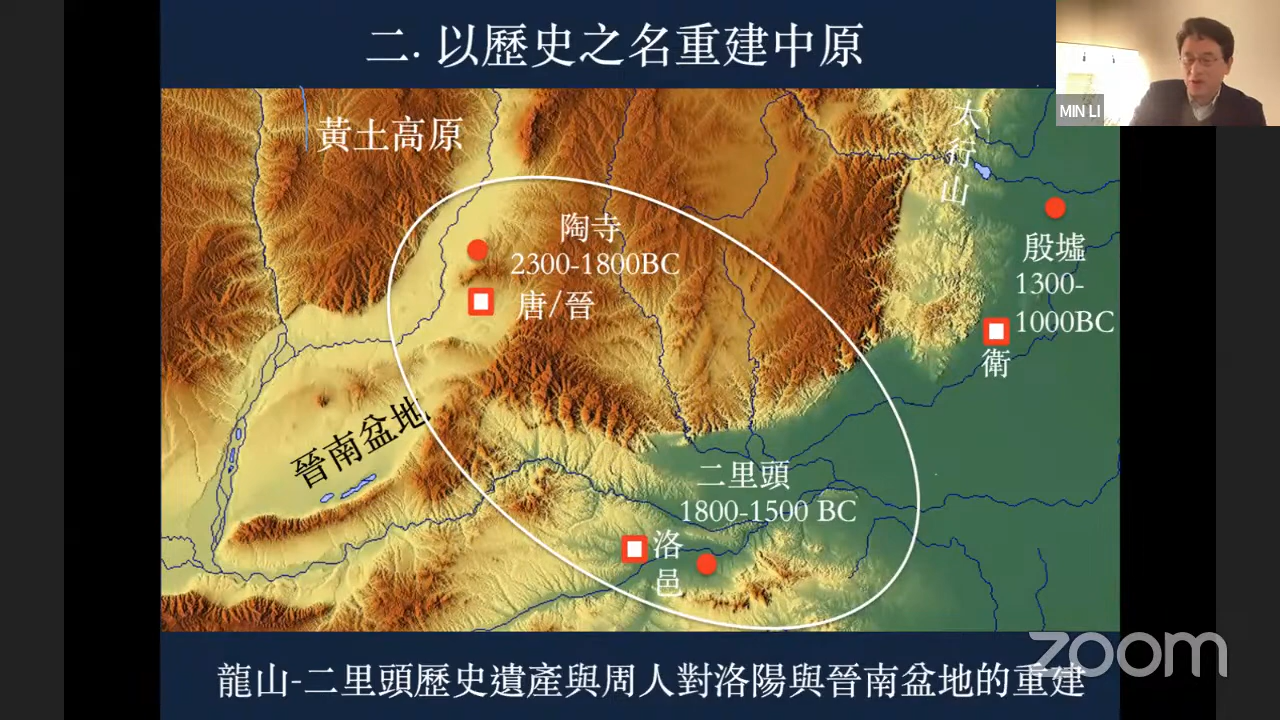 二. 以歷史之名重建中原
MIN LI
黃土高原
太行山
陶寺
2300-1800BC
唐/晉
殷墟
1300-
1000BC
衛
晉南盆地
二里頭
1800-1500 BC
洛邑
zoom
龍山-二里頭歷史遺產與周人對洛陽與晉南盆地的重建